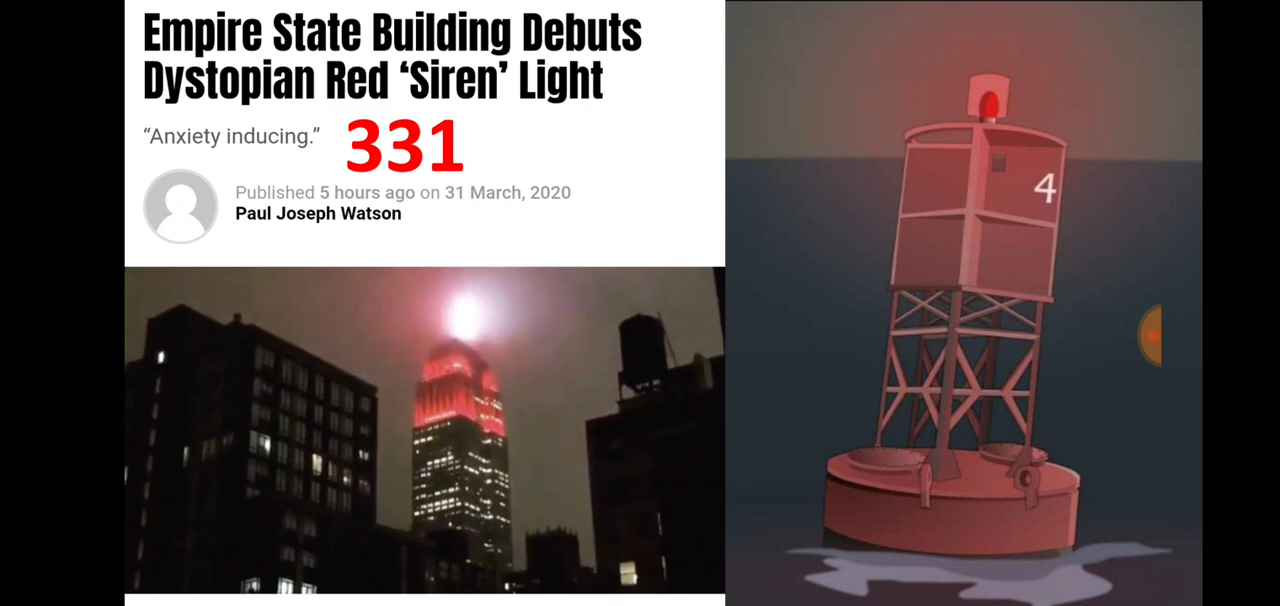 Empire State Building Debuts
Dystopian Red ‘Siren’ Light
“Anxiety inducing.”
331
Published 5 hours ago on 31 March, 2020
Paul Joseph Watson
4